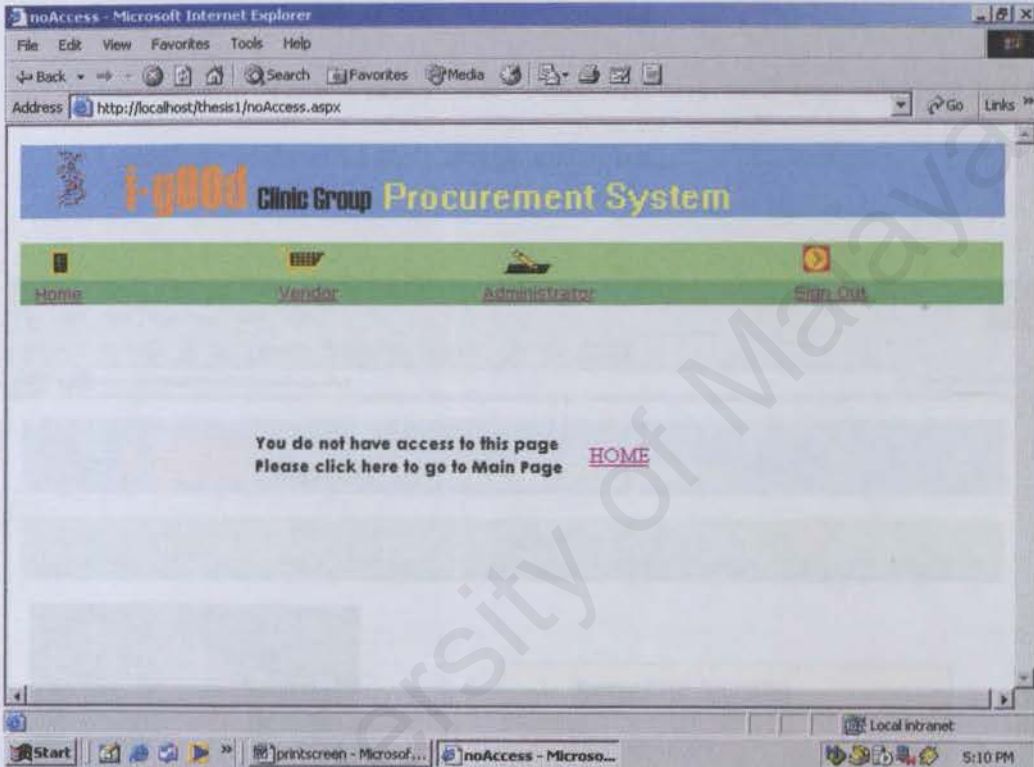 noAccess - Microsoft Internet Explorer
File Edit View Favorites Tools Help
Back Search Favorites Media
Address http://localhost/thesis1/noAccess.aspx Go Links »
i-g00d Clinic Group Procurement System
Home Vendor Administrator Sign Out
You do not have access to this page
Please click here to go to Main Page
HOME
Local intranet
Start » printscreen - Microsof... noAccess - Microso... 5:10 PM
University of Malaya